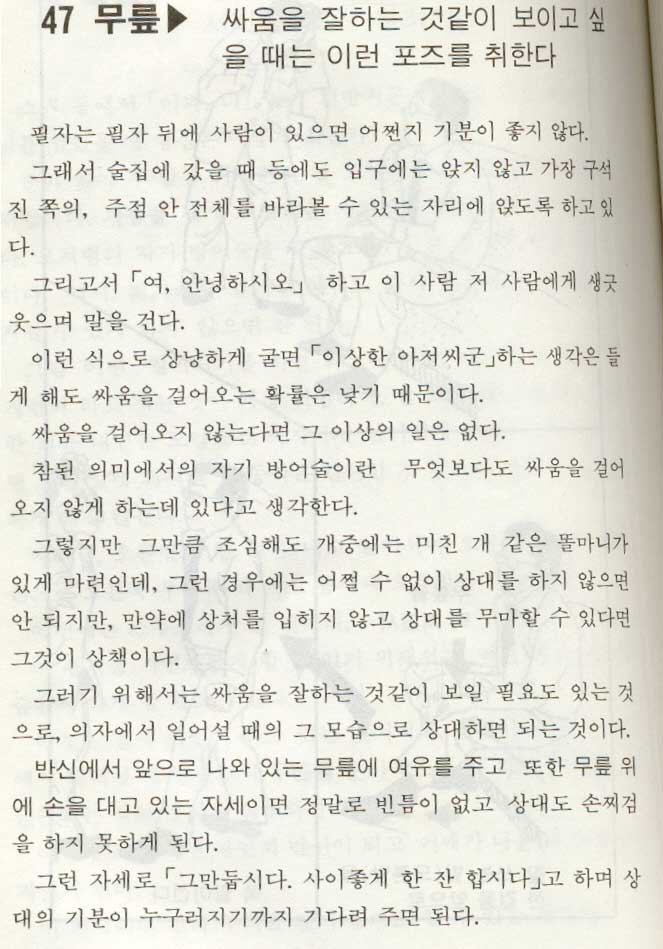 47 무릎▶ 싸움을 잘하는 것같이 보이고 싶
을 때는 이런 포즈를 취한다
필자는 필자 뒤에 사람이 있으면 어쩐지 기분이 좋지 않다.
그래서 술집에 갔을 때 등에도 입구에는 앉지 않고 가장 구석
진 쪽의, 주점 안 전체를 바라볼 수 있는 자리에 앉도록 하고 있
다.
그리고서 「여, 안녕하시오」 하고 이 사람 저 사람에게 생긋
웃으며 말을 건다.
이런 식으로 상냥하게 굴면 「이상한 아저씨군」하는 생각은 들
게 해도 싸움을 걸어오는 확률은 낮기 때문이다.
싸움을 걸어오지 않는다면 그 이상의 일은 없다.
참된 의미에서의 자기 방어술이란 무엇보다도 싸움을 걸어
오지 않게 하는데 있다고 생각한다.
그렇지만 그만큼 조심해도 개중에는 미친 개 같은 똘마니가
있게 마련인데, 그런 경우에는 어쩔 수 없이 상대를 하지 않으면
안 되지만, 만약에 상처를 입히지 않고 상대를 무마할 수 있다면
그것이 상책이다.
그러기 위해서는 싸움을 잘하는 것같이 보일 필요도 있는 것
으로, 의자에서 일어설 때의 그 모습으로 상대하면 되는 것이다.
반신에서 앞으로 나와 있는 무릎에 여유를 주고 또한 무릎 위
에 손을 대고 있는 자세이면 정말로 빈틈이 없고 상대도 손찌검
을 하지 못하게 된다.
그런 자세로 「그만둡시다. 사이좋게 한 잔 합시다」고 하며 상
대의 기분이 누구러지기까지 기다려 주면 된다.